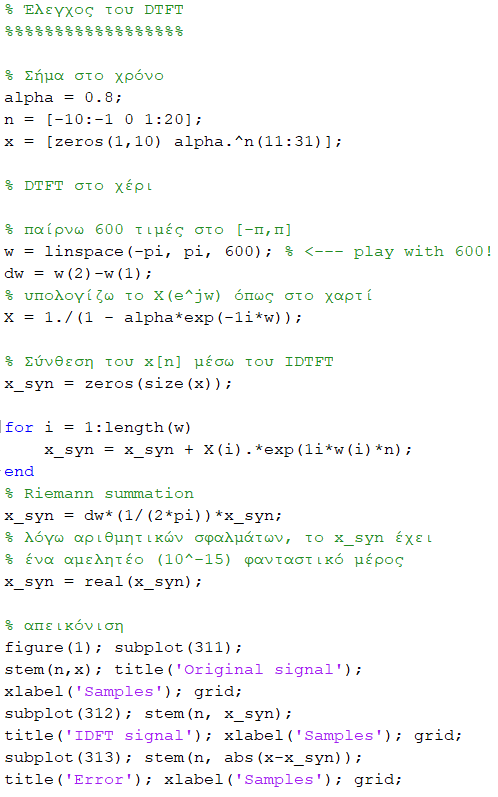 % Έλεγχος του DTFT
%%%%%%%%%%%%%%%%%%
% Σήμα στο χρόνο
alpha = 0.8;
n = [-10:-1 0 1:20];
x = [zeros(1,10) alpha.^n(11:31)];
% DTFT στο χέρι
% παίρνω 600 τιμές στο [-π,π]
w = linspace(-pi, pi, 600); % <--- play with 600!
dw = w(2)-w(1);
% υπολογίζω το X(e^jw) όπως στο χαρτί
X = 1./(1 - alpha*exp(-1i*w));
% Σύνθεση του x[n] μέσω του IDTFT
x_syn = zeros(size(x));
for i = 1:length(w)
    x_syn = x_syn + X(i).*exp(1i*w(i)*n);
end
% Riemann summation
x_syn = dw*(1/(2*pi))*x_syn;
% λόγω αριθμητικών σφαλμάτων, το x_syn έχει
% ένα αμελητέο (10^-15) φανταστικό μέρος
x_syn = real(x_syn);
% απεικόνιση
figure(1); subplot(311);
stem(n,x); title('Original signal');
xlabel('Samples'); grid;
subplot(312); stem(n, x_syn);
title('IDFT signal'); xlabel('Samples'); grid;
subplot(313); stem(n, abs(x-x_syn));
title('Error'); xlabel('Samples'); grid;